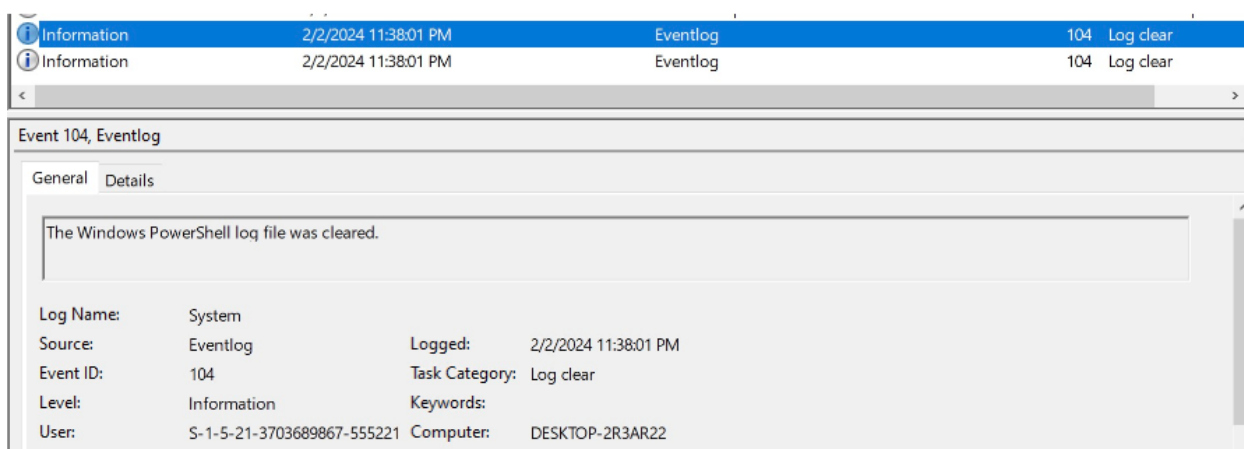 Information 2/2/2024 11:38:01 PM Eventlog 104 Log clear
Information 2/2/2024 11:38:01 PM Eventlog 104 Log clear
Event 104, Eventlog
General Details
The Windows PowerShell log file was cleared.
Log Name: System
Source: Eventlog Logged: 2/2/2024 11:38:01 PM
Event ID: 104 Task Category: Log clear
Level: Information Keywords:
User: S-1-5-21-3703689867-555221 Computer: DESKTOP-2R3AR22